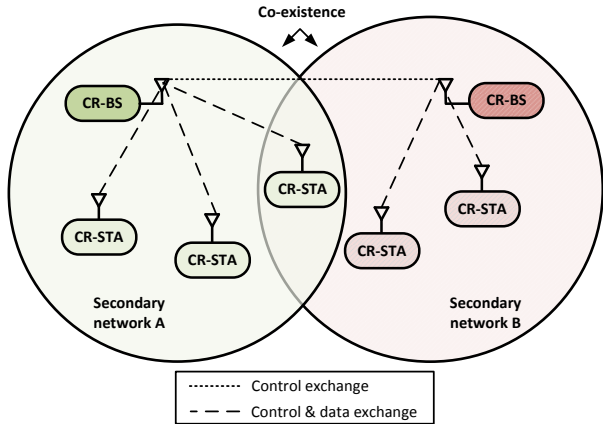 Co-existence
CR-BS
CR-BS
CR-STA
CR-STA
CR-STA
CR-STA
CR-STA
Secondary
network A
Secondary
network B
Control exchange
Control & data exchange